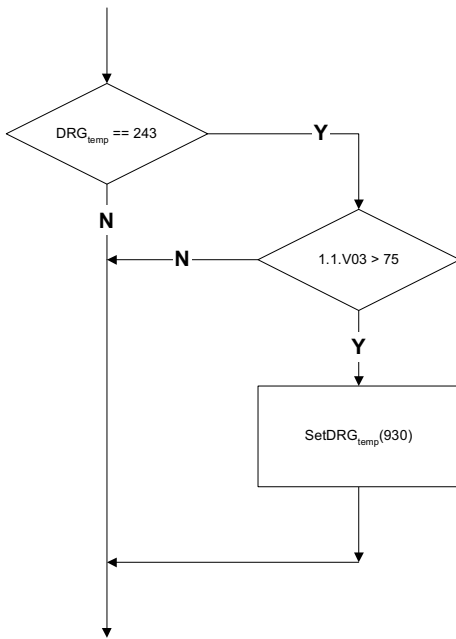 DRGtemp == 243
Y
N
N
1.1.V03 > 75
Y
SetDRGtemp(930)